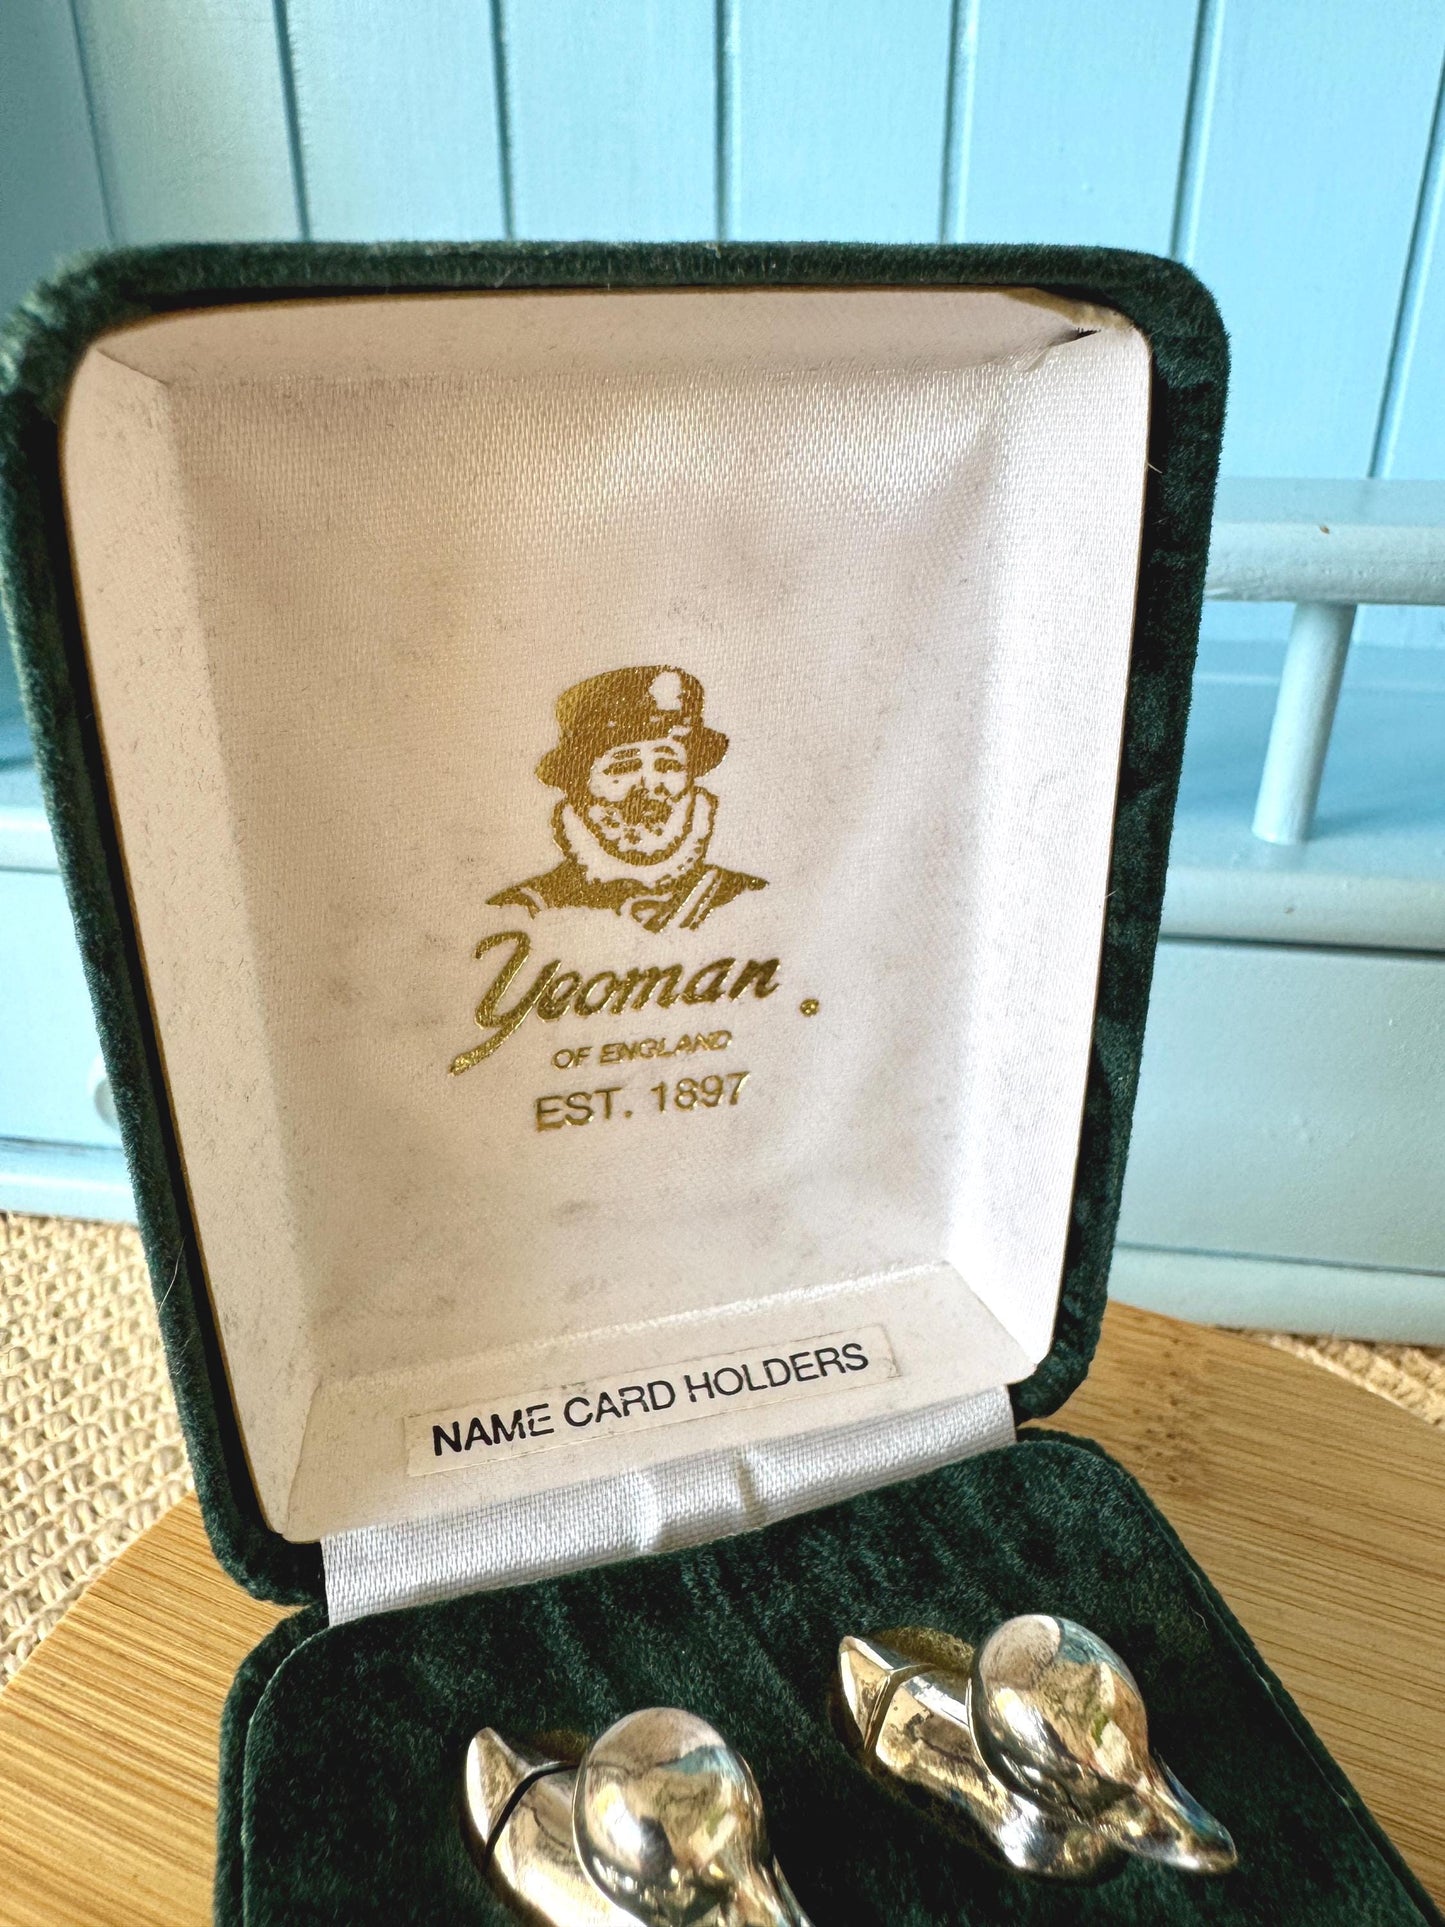 Yeoman
OF ENGLAND
EST. 1897
NAME CARD HOLDERS